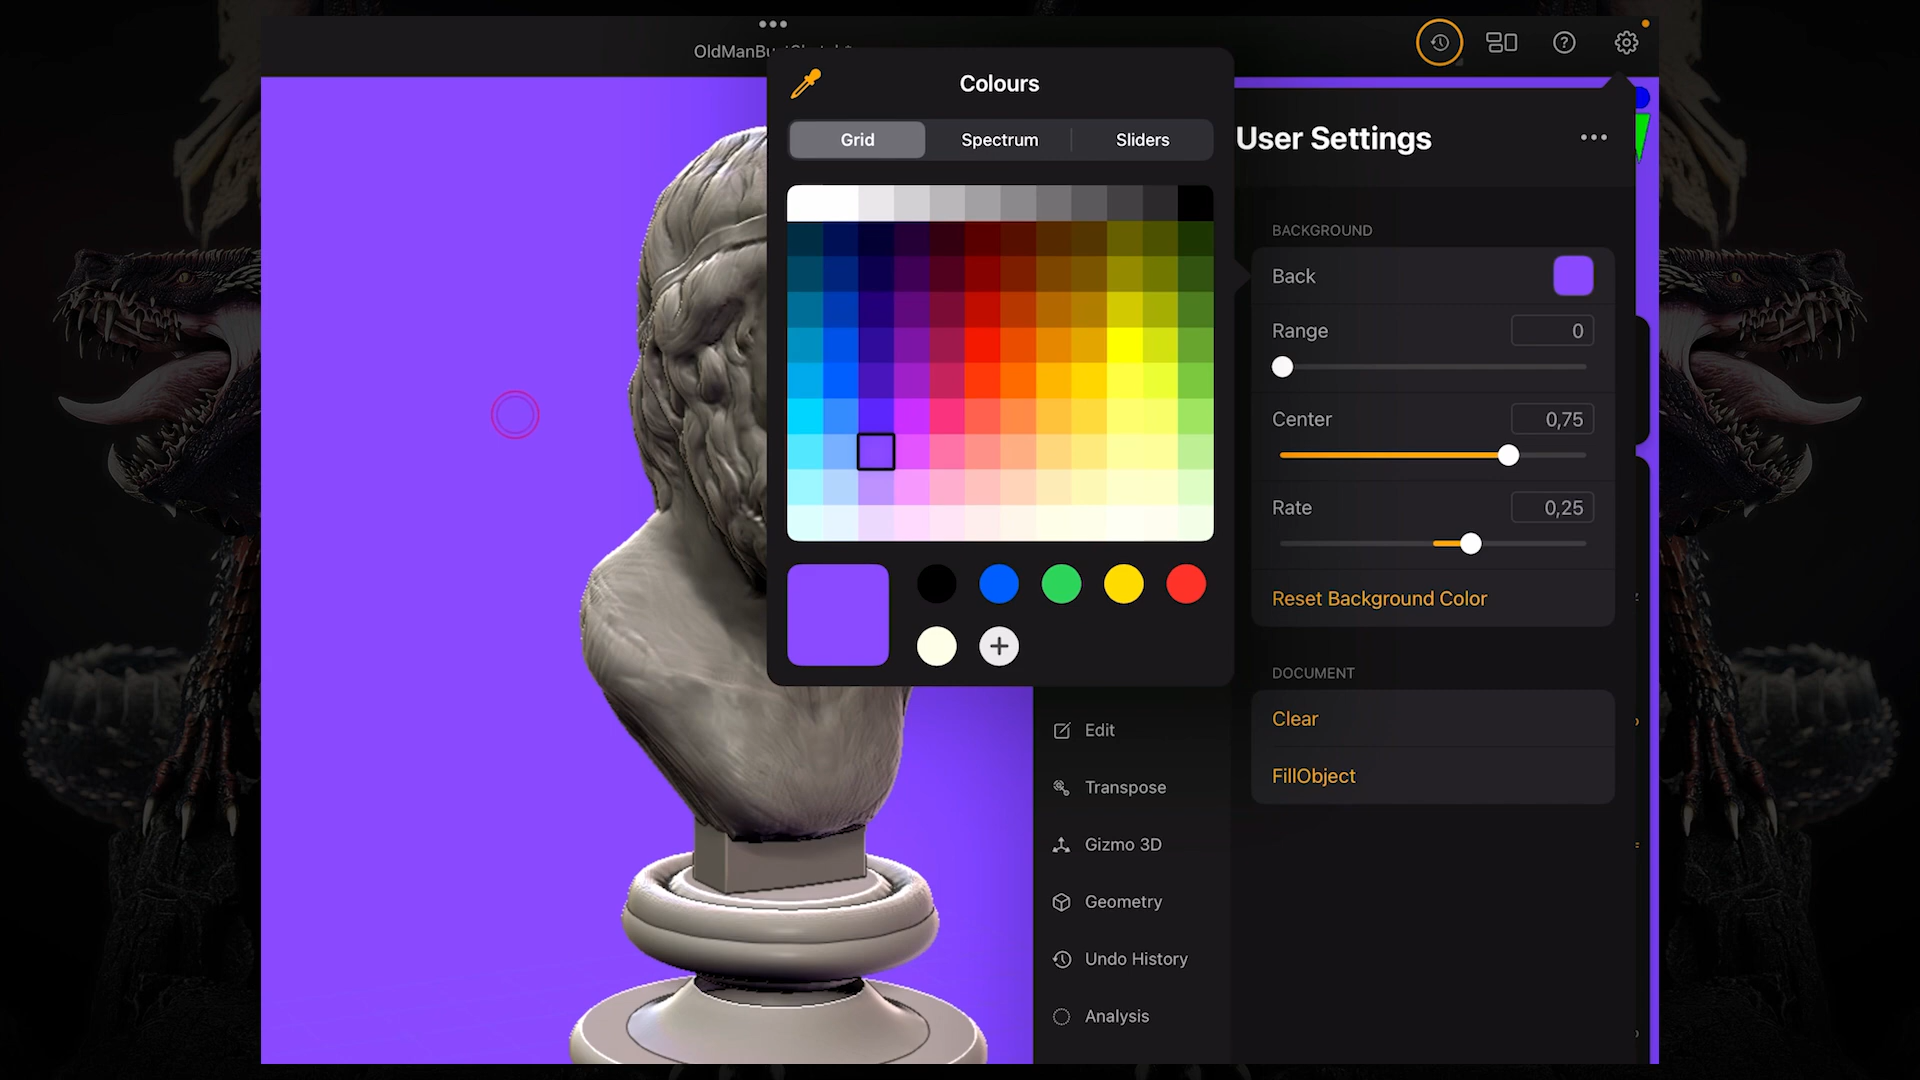 Colours
Grid
Spectrum
Sliders
User Settings
BACKGROUND
Back
Range
0
Center
0,75
Rate
0,25
Reset Background Color
DOCUMENT
Clear
FillObject
Edit
Transpose
Gizmo 3D
Geometry
Undo History
Analysis